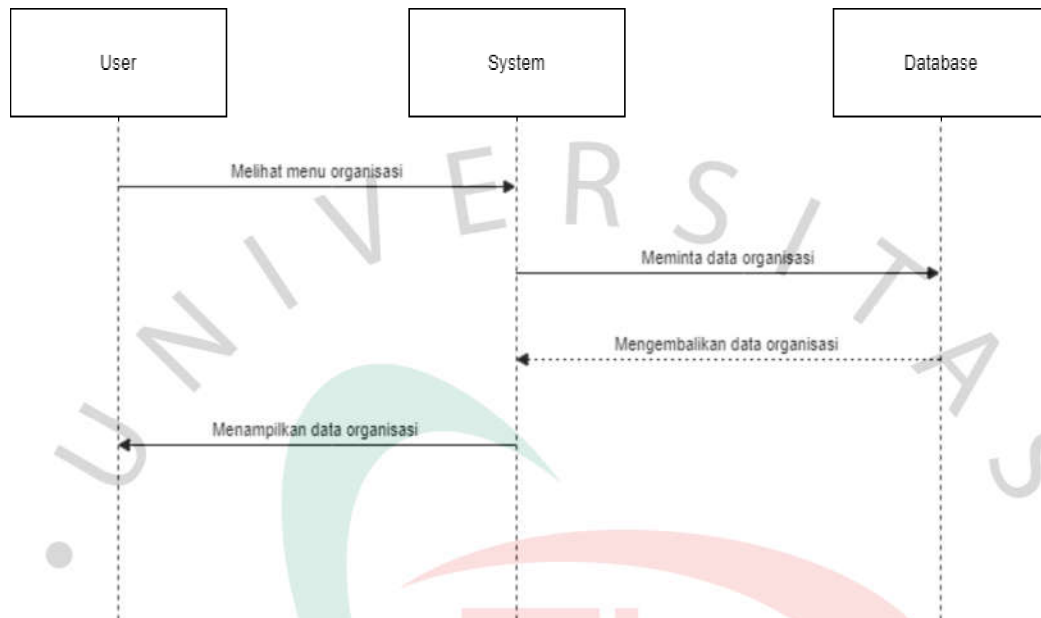 User
System
Database
Melihat menu organisasi
Meminta data organisasi
Mengembalikan data organisasi
Menampilkan data organisasi
• UNIVERSITAS